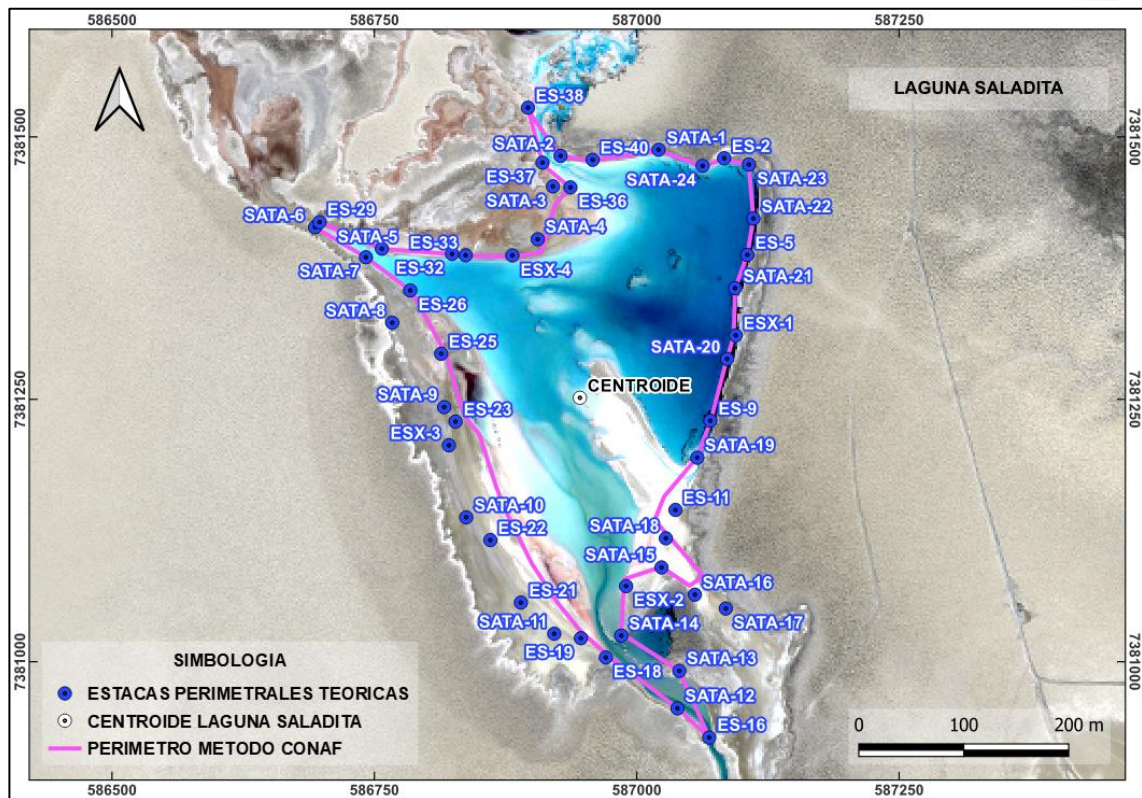 586500 586750 587000 587250
LAGUNA SALADITA
ES-38
7381500
7381500
SATA-2
ES-40
SATA-1
ES-2
ES-37
SATA-24
SATA-23
SATA-3
ES-36
SATA-22
SATA-6
ES-29
SATA-5
SATA-4
ES-33
ES-5
SATA-7
ES-32
ESX-4
SATA-21
ES-26
SATA-8
ESX-1
ES-25
SATA-20
CENTROIDE
7381250
7381250
SATA-9
ES-23
ES-9
ESX-3
SATA-19
ES-11
SATA-10
ES-22
SATA-18
SATA-15
SATA-16
ES-21
ESX-2
SATA-17
SATA-11
SATA-14
ES-19
ES-18
SATA-13
7381000
7381000
SATA-12
ES-16
SIMBOLOGIA
ESTACAS PERIMETRALES TEORICAS
CENTROIDE LAGUNA SALADITA
PERIMETRO METODO CONAF
0 100 200 m
586500 586750 587000 587250